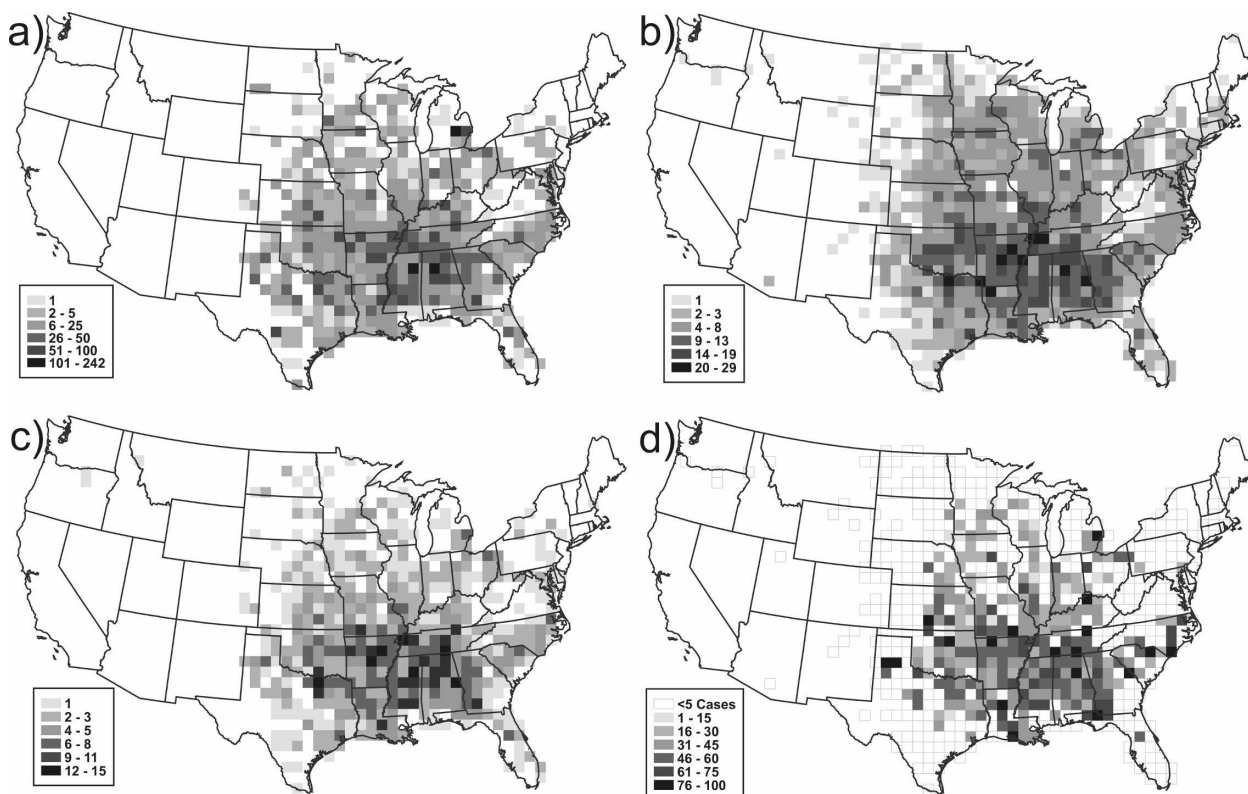 a)
1
2 - 5
6 - 25
26 - 50
51 - 100
101 - 242
b)
1
2 - 3
4 - 8
9 - 13
14 - 19
20 - 29
c)
1
2 - 3
4 - 5
6 - 8
9 - 11
12 - 15
d)
<5 Cases
1 - 15
16 - 30
31 - 45
46 - 60
61 - 75
76 - 100